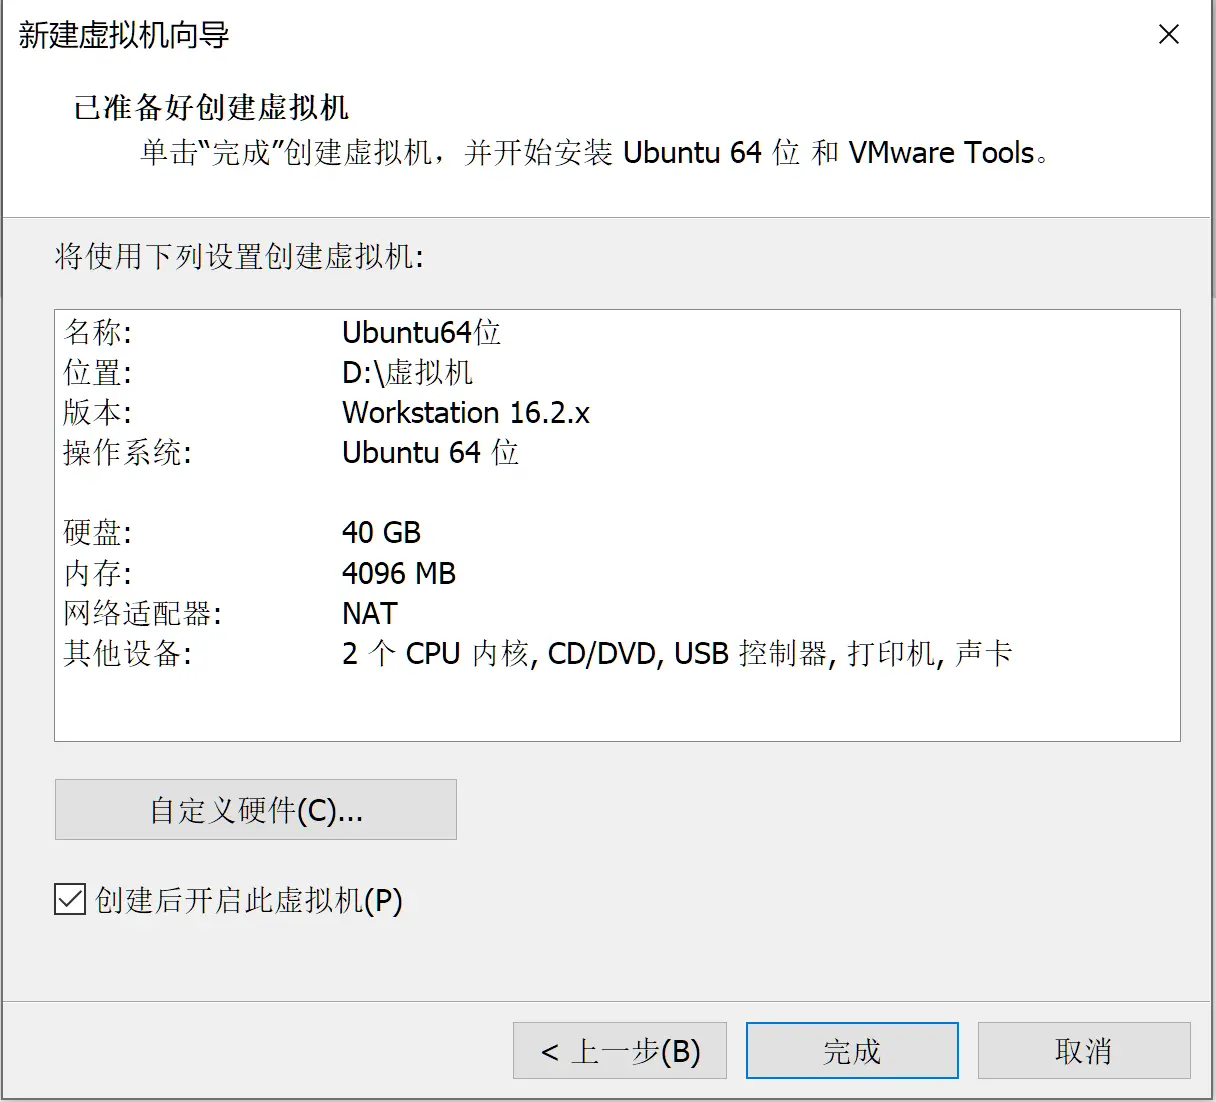 新建虚拟机向导
已准备好创建虚拟机
单击“完成”创建虚拟机，并开始安装 Ubuntu 64 位 和 VMware Tools。
将使用下列设置创建虚拟机:
名称: Ubuntu64位
位置: D:\虚拟机
版本: Workstation 16.2.x
操作系统: Ubuntu 64 位
硬盘: 40 GB
内存: 4096 MB
网络适配器: NAT
其他设备: 2 个 CPU 内核, CD/DVD, USB 控制器, 打印机, 声卡
自定义硬件(C)...
创建后开启此虚拟机(P)
< 上一步(B) 完成 取消